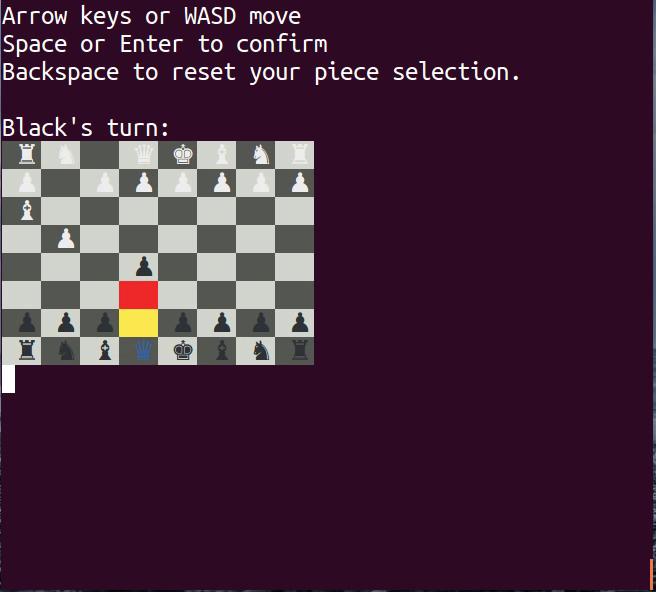 Arrow keys or WASD move
Space or Enter to confirm
Backspace to reset your piece selection.
Black's turn: